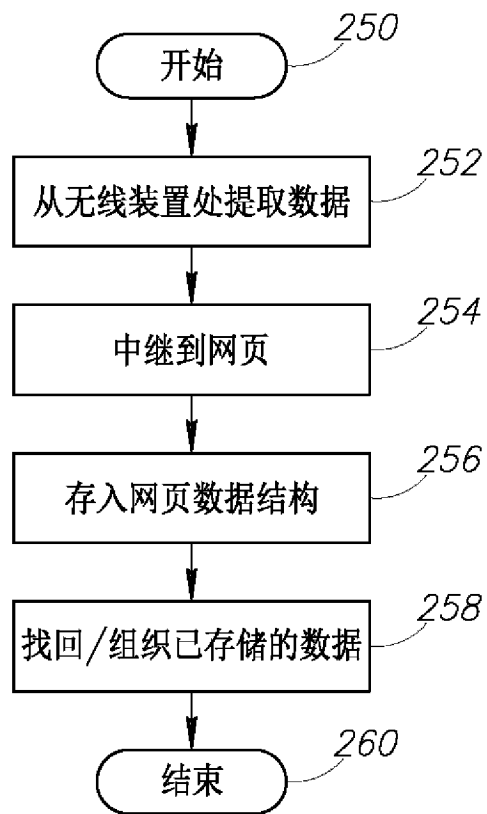 250
开始
252
从无线装置处提取数据
254
中继到网页
256
存入网页数据结构
258
找回/组织已存储的数据
260
结束